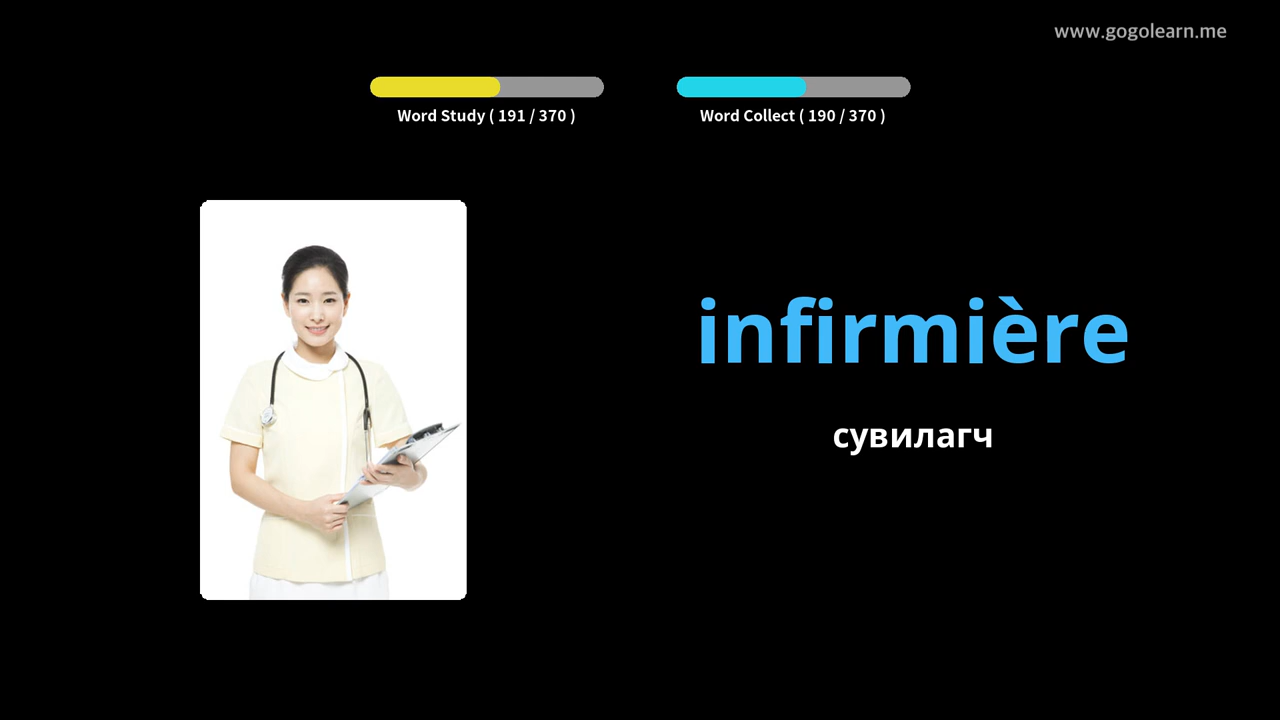 www.gogolearn.me
Word Study ( 191 / 370 )
Word Collect ( 190 / 370 )
infirmière
сувилагч